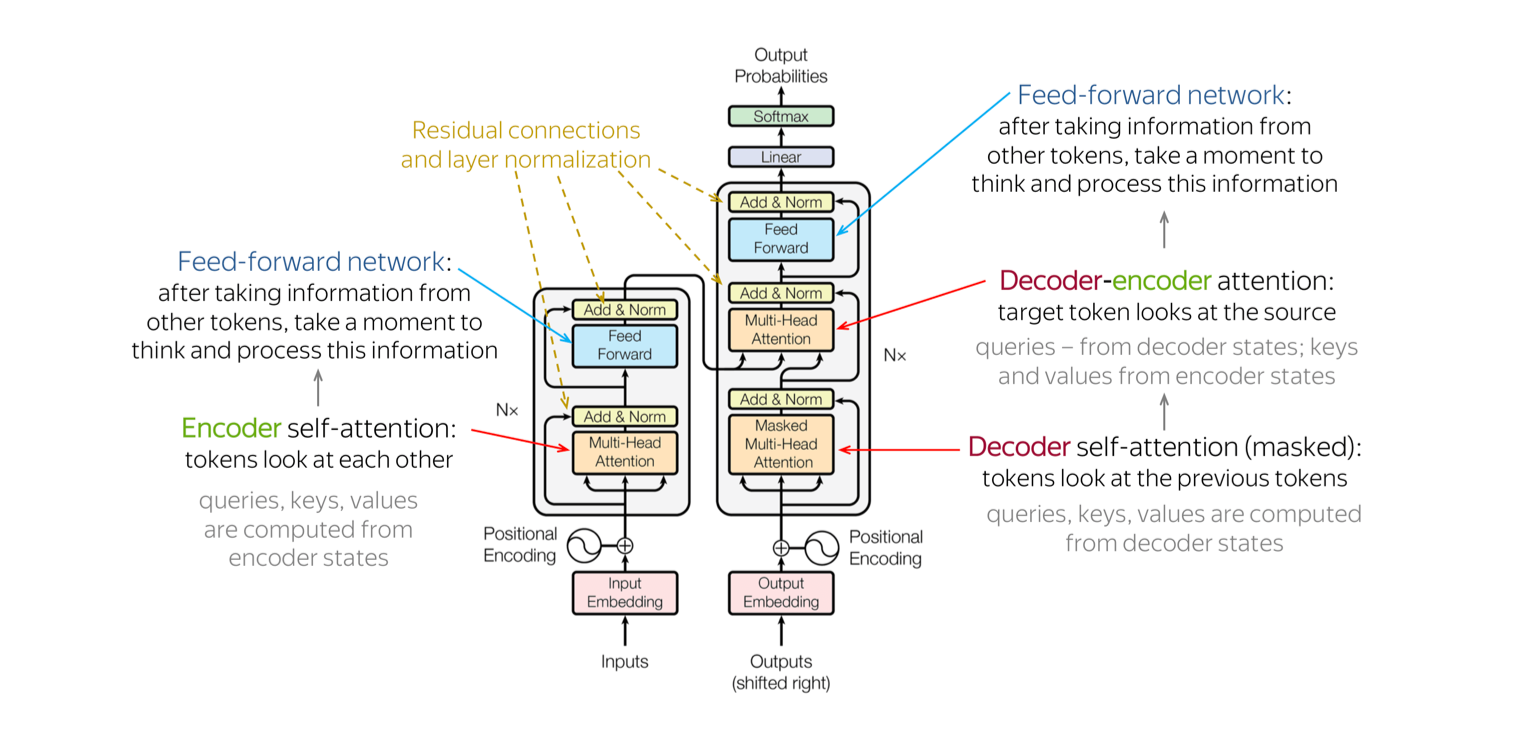 Output
Probabilities
Softmax
Linear
Add & Norm
Feed
Forward
Add & Norm
Multi-Head
Attention
Add & Norm
Masked
Multi-Head
Attention
Nx
Positional
Encoding
Output
Embedding
Outputs
(shifted right)
Residual connections
and layer normalization
Feed-forward network:
after taking information from
other tokens, take a moment to
think and process this information
Encoder self-attention:
tokens look at each other
queries, keys, values
are computed from
encoder states
Nx
Add & Norm
Feed
Forward
Add & Norm
Multi-Head
Attention
Positional
Encoding
Input
Embedding
Inputs
Feed-forward network:
after taking information from
other tokens, take a moment to
think and process this information
Decoder-encoder attention:
target token looks at the source
queries – from decoder states; keys
and values from encoder states
Decoder self-attention (masked):
tokens look at the previous tokens
queries, keys, values are computed
from decoder states